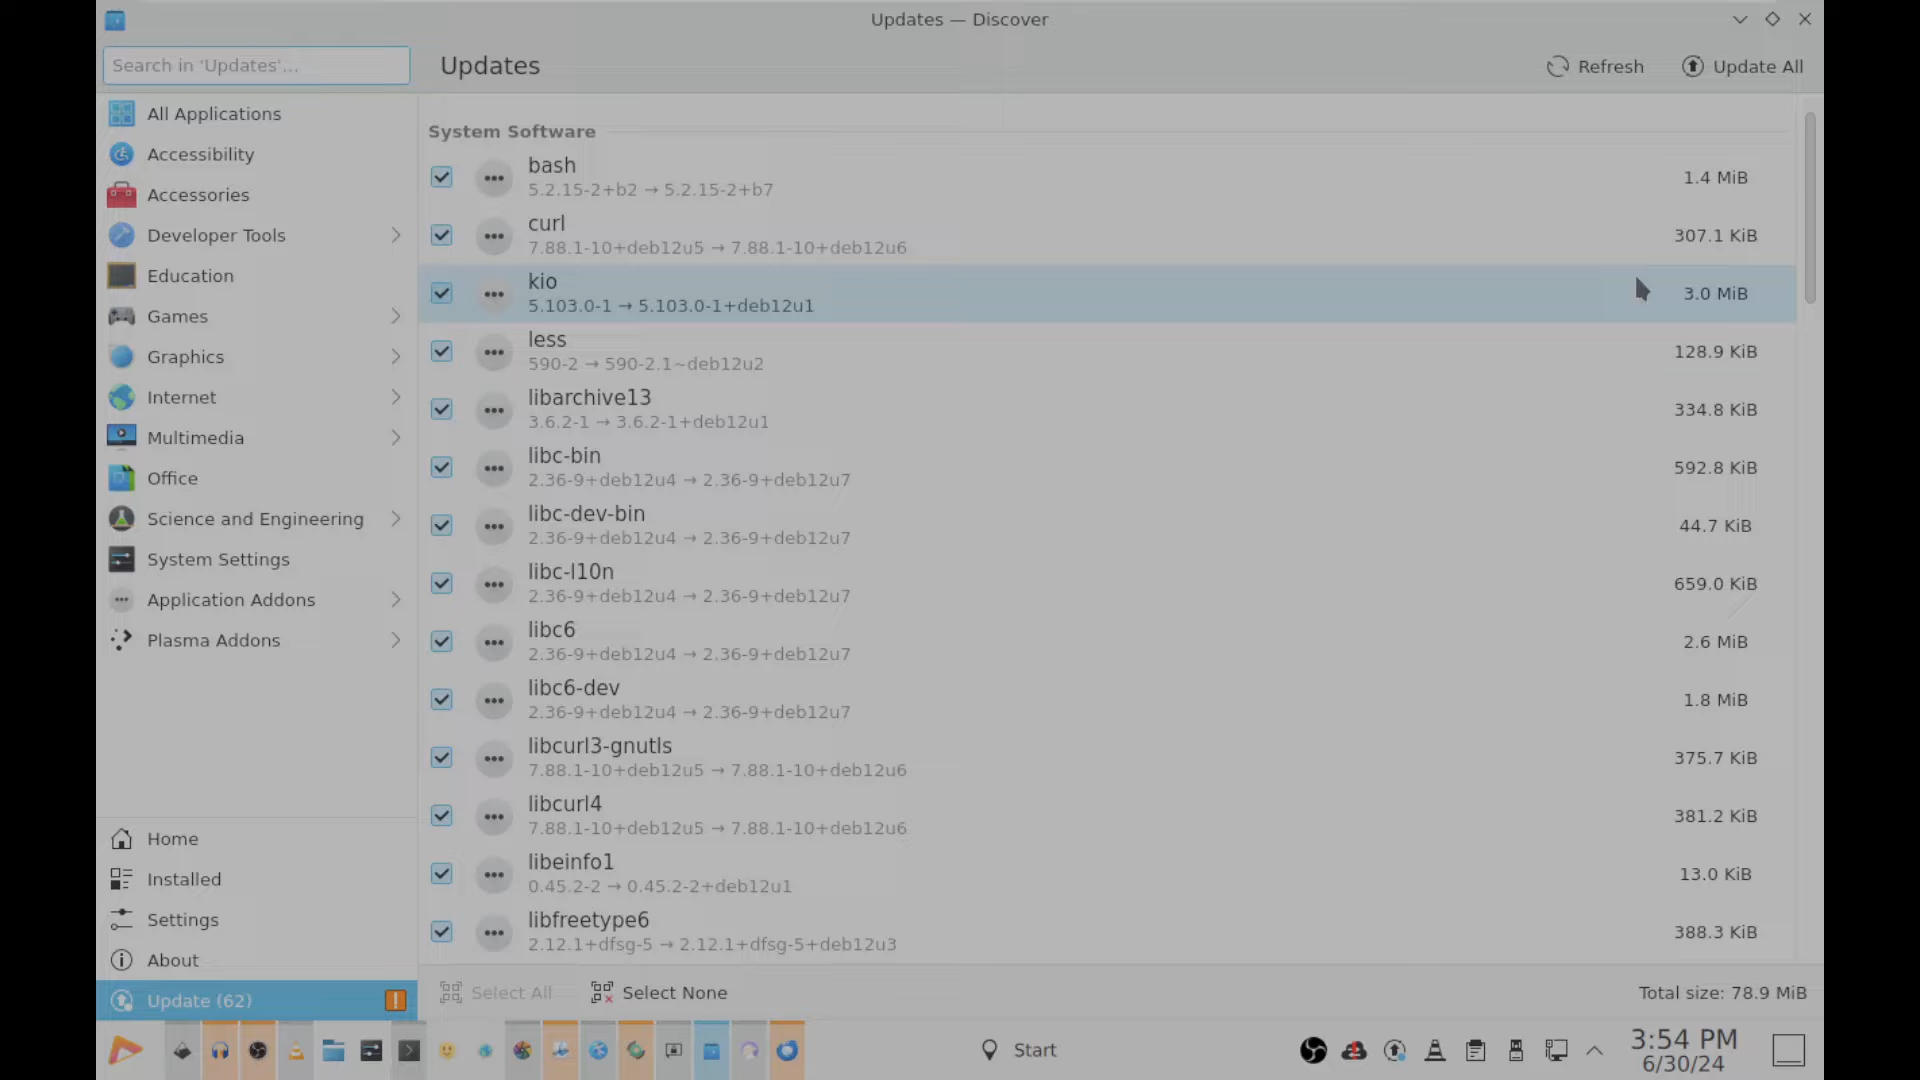 Updates — Discover
Search in 'Updates'...
Updates
Refresh
Update All
All Applications
Accessibility
Accessories
Developer Tools
Education
Games
Graphics
Internet
Multimedia
Office
Science and Engineering
System Settings
Application Addons
Plasma Addons
Home
Installed
Settings
About
Update (62)
System Software
bash
5.2.15-2+b2 → 5.2.15-2+b7
1.4 MiB
curl
7.88.1-10+deb12u5 → 7.88.1-10+deb12u6
307.1 KiB
kio
5.103.0-1 → 5.103.0-1+deb12u1
3.0 MiB
less
590-2 → 590-2.1~deb12u2
128.9 KiB
libarchive13
3.6.2-1 → 3.6.2-1+deb12u1
334.8 KiB
libc-bin
2.36-9+deb12u4 → 2.36-9+deb12u7
592.8 KiB
libc-dev-bin
2.36-9+deb12u4 → 2.36-9+deb12u7
44.7 KiB
libc-l10n
2.36-9+deb12u4 → 2.36-9+deb12u7
659.0 KiB
libc6
2.36-9+deb12u4 → 2.36-9+deb12u7
2.6 MiB
libc6-dev
2.36-9+deb12u4 → 2.36-9+deb12u7
1.8 MiB
libcurl3-gnutls
7.88.1-10+deb12u5 → 7.88.1-10+deb12u6
375.7 KiB
libcurl4
7.88.1-10+deb12u5 → 7.88.1-10+deb12u6
381.2 KiB
libeinfo1
0.45.2-2 → 0.45.2-2+deb12u1
13.0 KiB
libfreetype6
2.12.1+dfsg-5 → 2.12.1+dfsg-5+deb12u3
388.3 KiB
Select All
Select None
Total size: 78.9 MiB
Start
3:54 PM
6/30/24